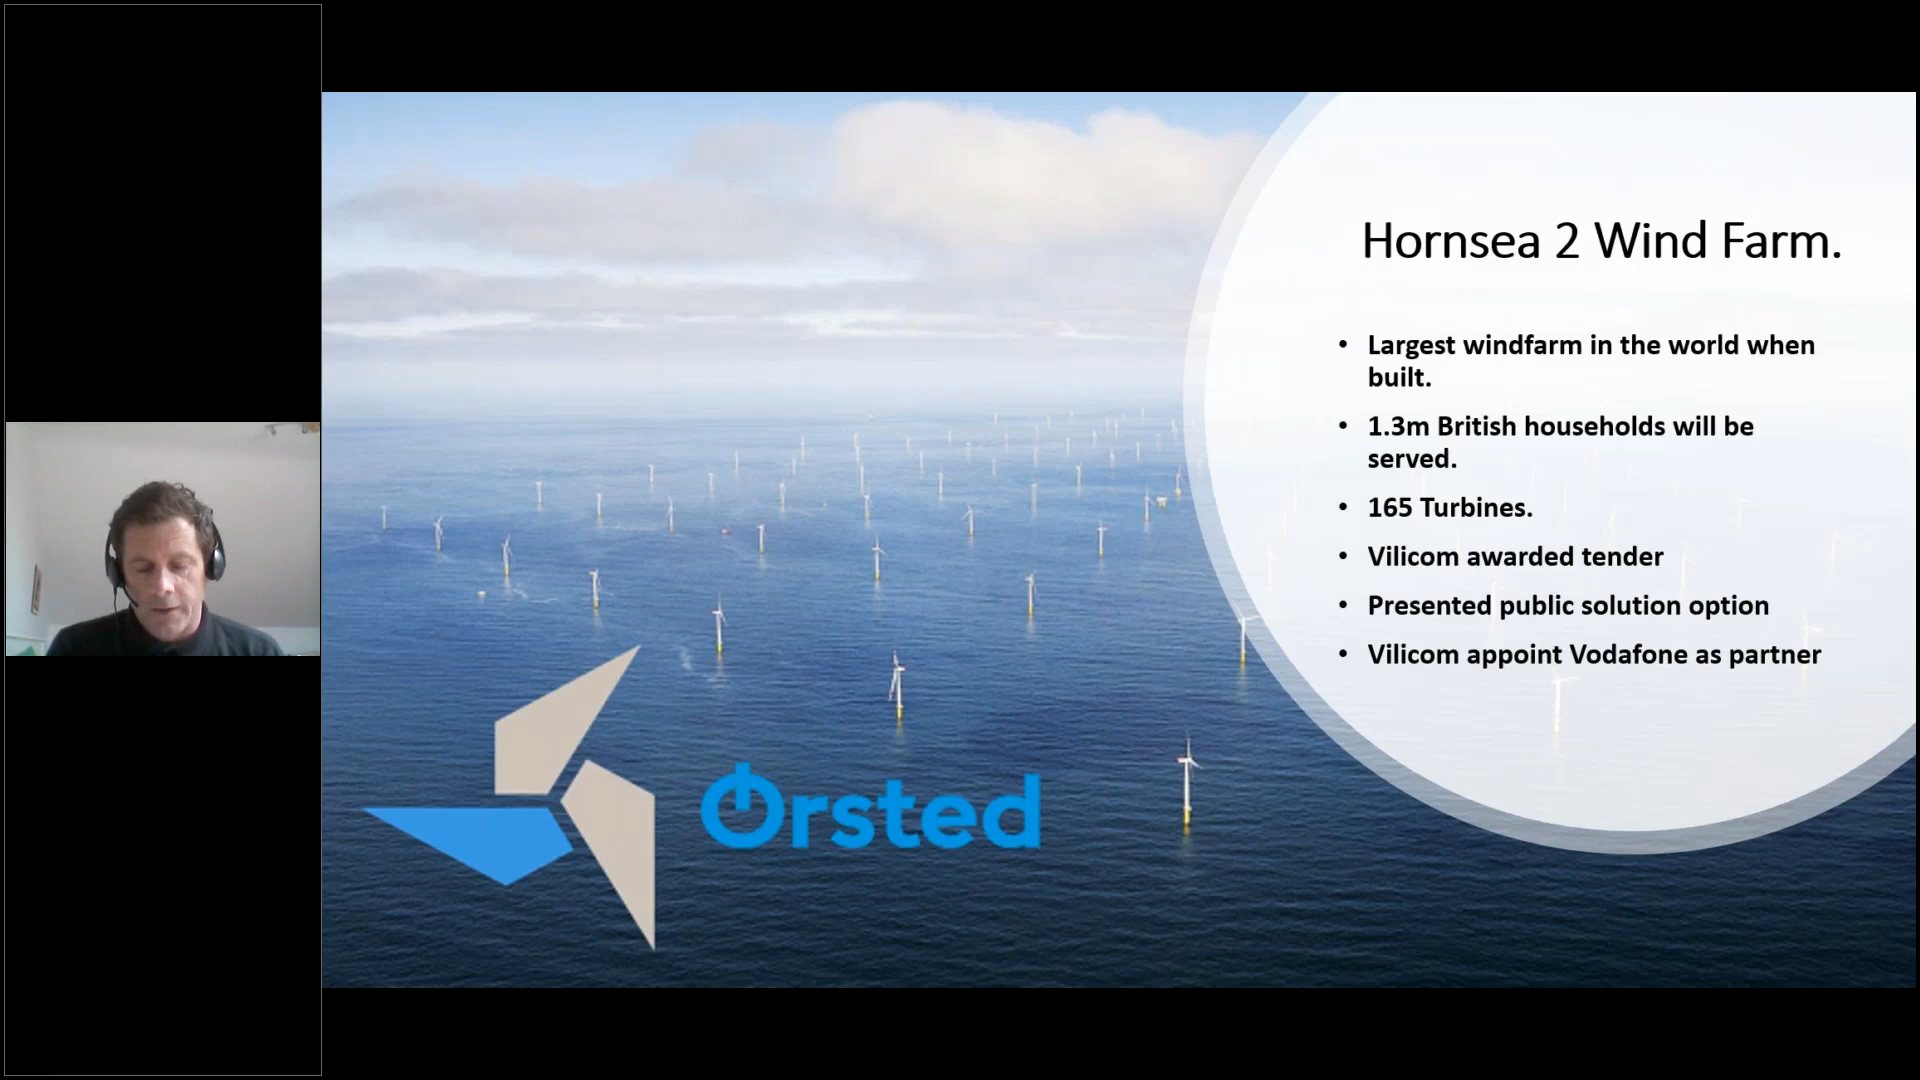 Hornsea 2 Wind Farm.
• Largest windfarm in the world when
built.
• 1.3m British households will be
served.
• 165 Turbines.
• Vilicom awarded tender
• Presented public solution option
• Vilicom appoint Vodafone as partner
Ørsted